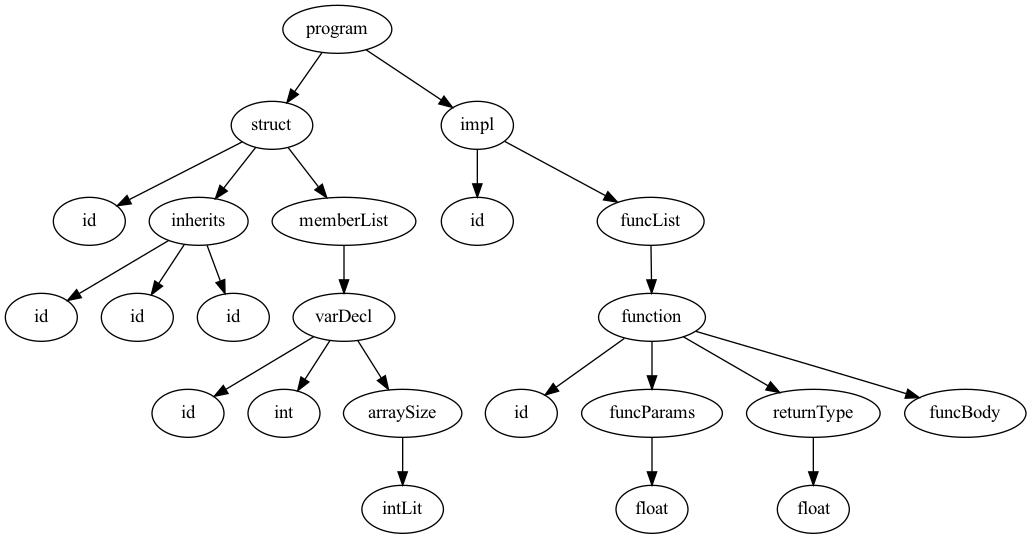 program
struct
impl
id
inherits
memberList
id
funcList
id
id
id
varDecl
function
id
int
arraySize
id
funcParams
returnType
funcBody
intLit
float
float